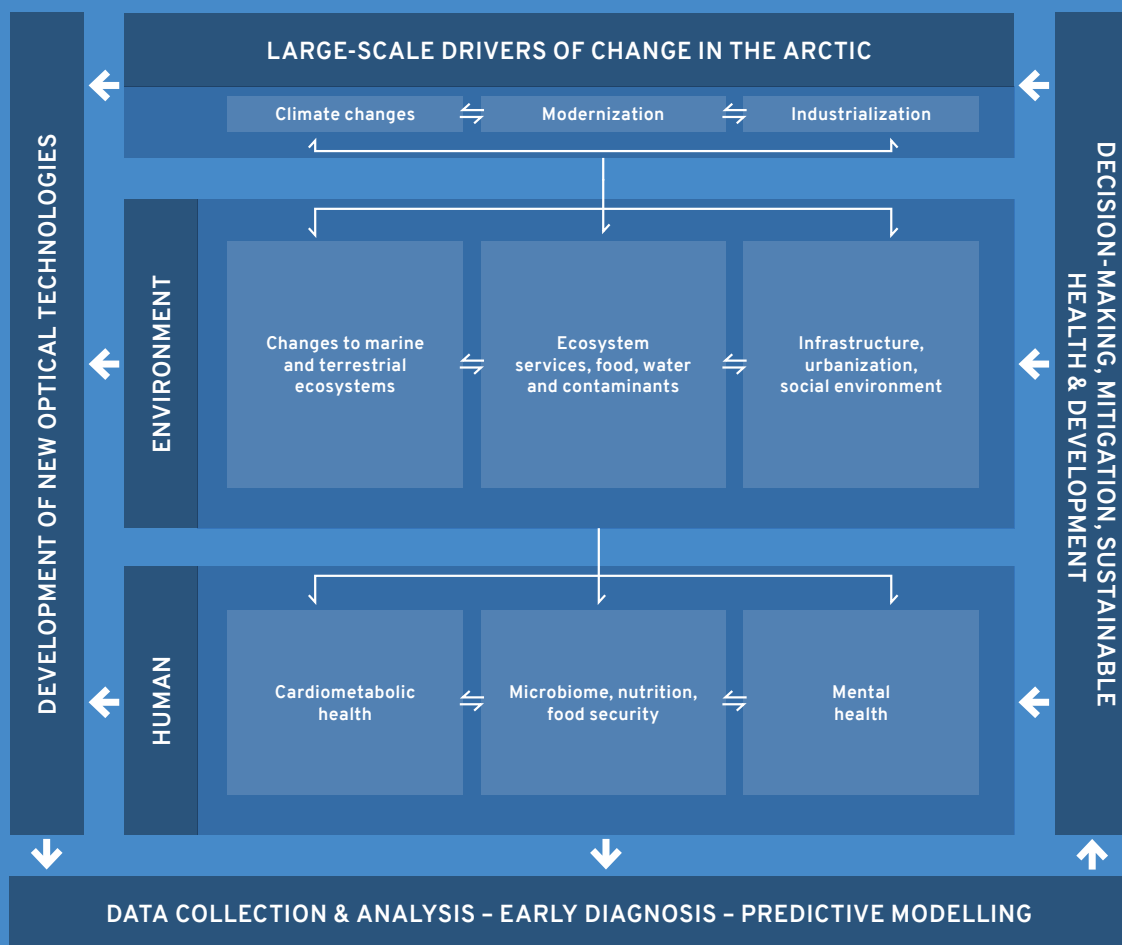 LARGE-SCALE DRIVERS OF CHANGE IN THE ARCTIC
Climate changes
Modernization
Industrialization
DEVELOPMENT OF NEW OPTICAL TECHNOLOGIES
ENVIRONMENT
Changes to marine
and terrestrial
ecosystems
Ecosystem
services, food, water
and contaminants
Infrastructure,
urbanization,
social environment
HUMAN
Cardiometabolic
health
Microbiome, nutrition,
food security
Mental
health
DECISION-MAKING, MITIGATION, SUSTAINABLE
HEALTH & DEVELOPMENT
DATA COLLECTION & ANALYSIS – EARLY DIAGNOSIS – PREDICTIVE MODELLING